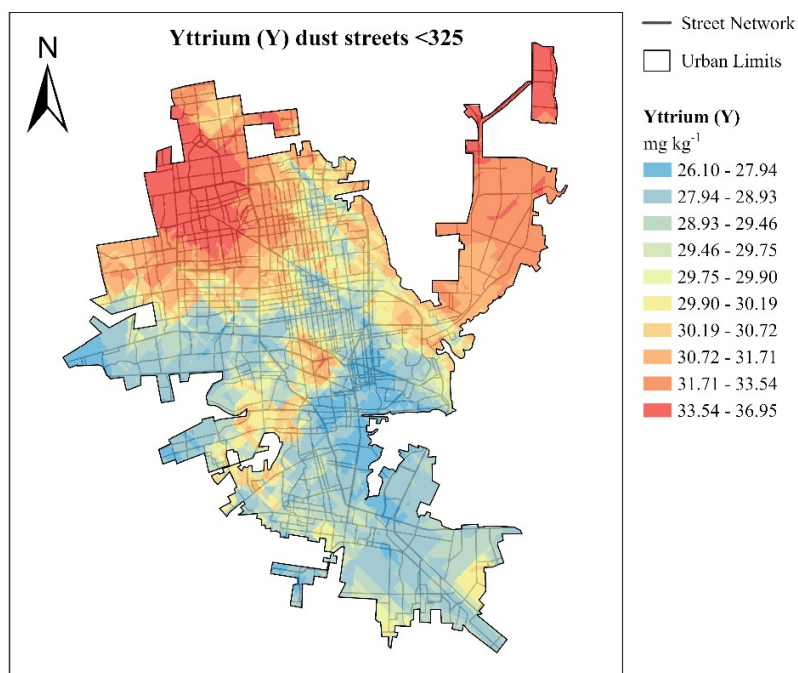 Yttrium (Y) dust streets <325
N
Street Network
Urban Limits
Yttrium (Y)
mg kg⁻¹
26.10 - 27.94
27.94 - 28.93
28.93 - 29.46
29.46 - 29.75
29.75 - 29.90
29.90 - 30.19
30.19 - 30.72
30.72 - 31.71
31.71 - 33.54
33.54 - 36.95